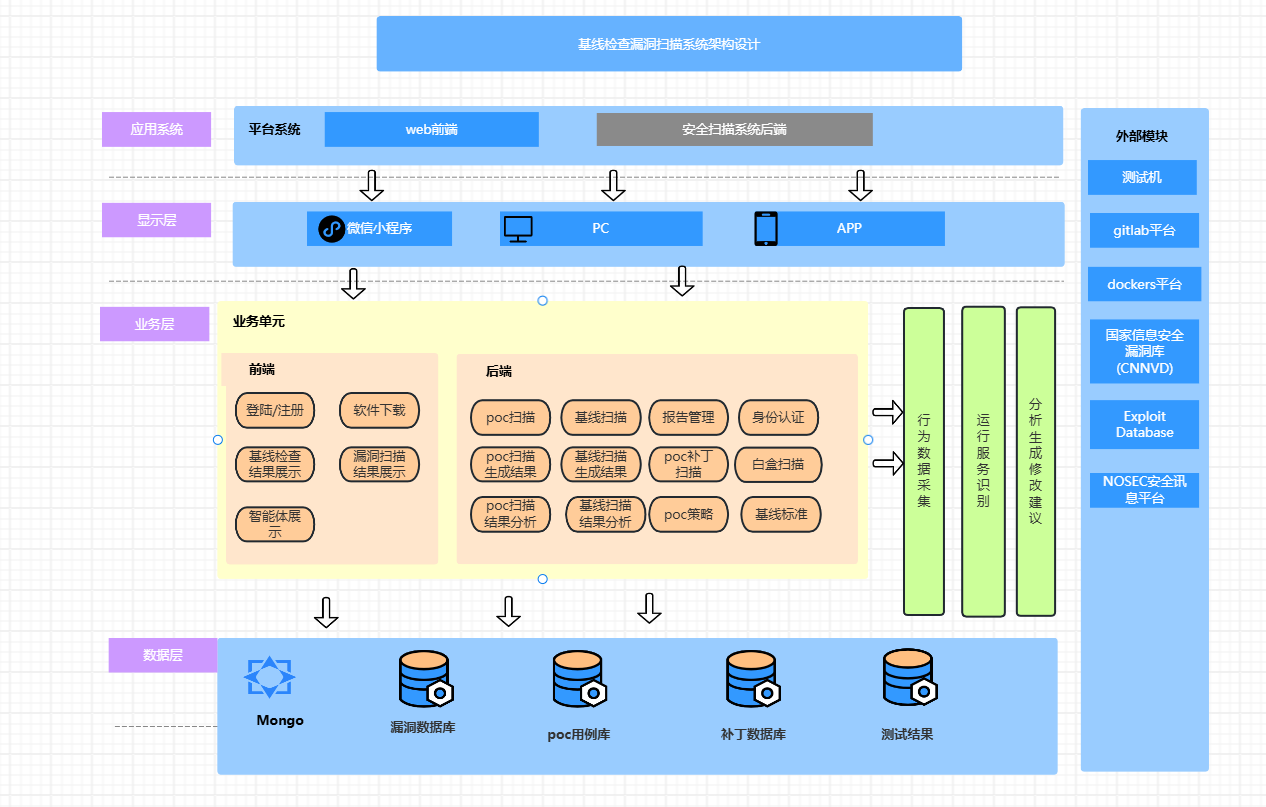 基线检查漏洞扫描系统架构设计
应用系统
平台系统
web前端
安全扫描系统后端
显示层
微信小程序
PC
APP
业务层
业务单元
前端
登陆/注册
软件下载
基线检查
结果展示
漏洞扫描
结果展示
智能体展
示
后端
poc扫描
基线扫描
报告管理
身份认证
poc扫描
生成结果
基线扫描
生成结果
poc补丁
扫描
白盒扫描
poc扫描
结果分析
基线扫描
结果分析
poc策略
基线标准
行为数据采集
运行服务识别
分析生成修改建议
数据层
Mongo
漏洞数据库
poc用例库
补丁数据库
测试结果
外部模块
测试机
gitlab平台
dockers平台
国家信息安全
漏洞库
(CNNVD)
Exploit
Database
NOSEC安全讯
息平台